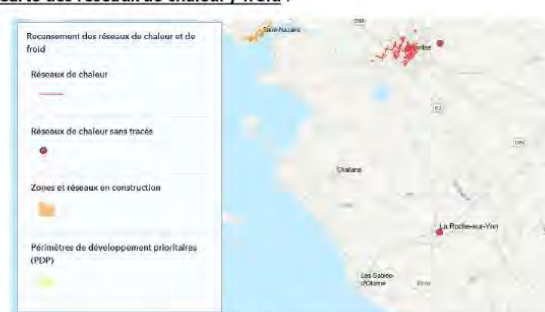 Carte des réseaux de chaleur / froid :
Recensement des réseaux de chaleur et de
froid
Réseaux de chaleur
Réseaux de chaleur sans tracés
Zones et réseaux en construction
Périmètres de développement prioritaires
(PDP)
Saint-Nazaire
Challans
La Roche-sur-Yon
Les Sables-
d'Olonne